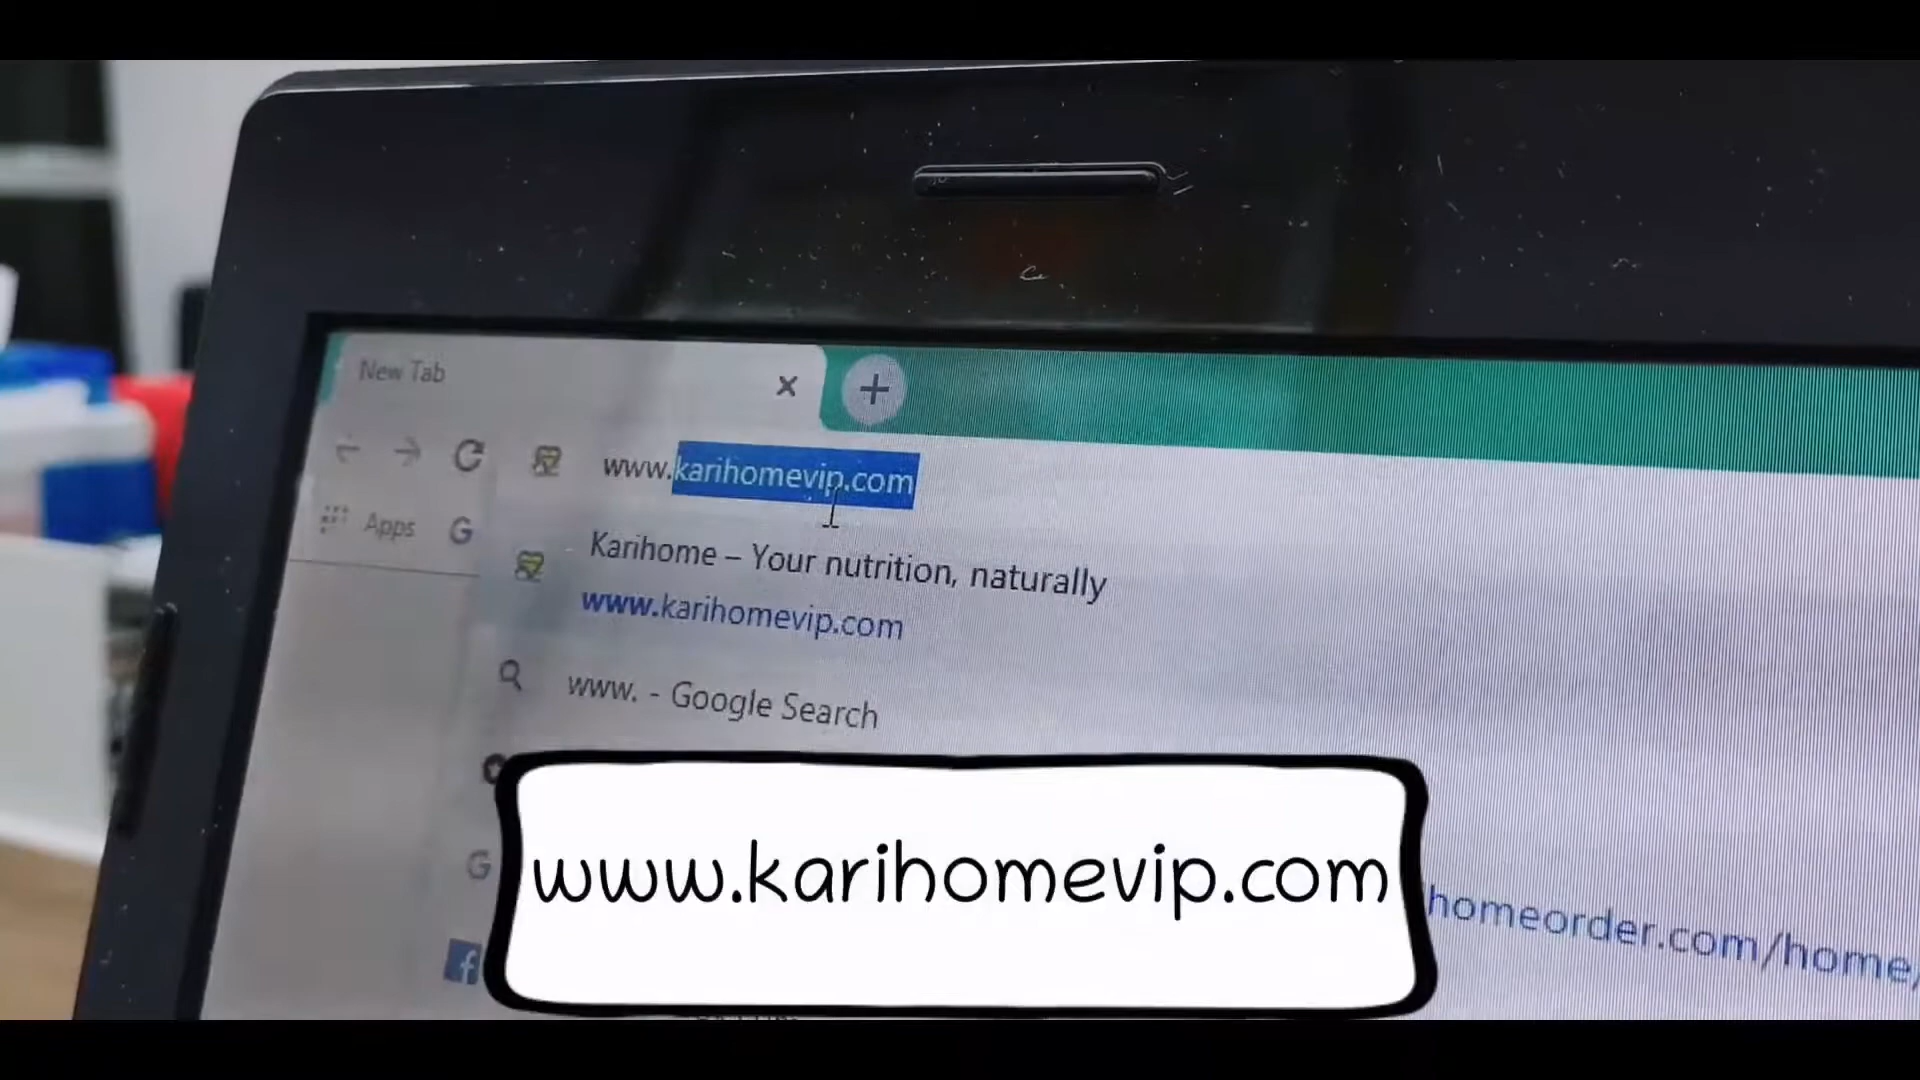 New Tab
www.karihomevip.com
Apps
Karihome – Your nutrition, naturally
www.karihomevip.com
www. - Google Search
www.karihomevip.com
homeorder.com/home/